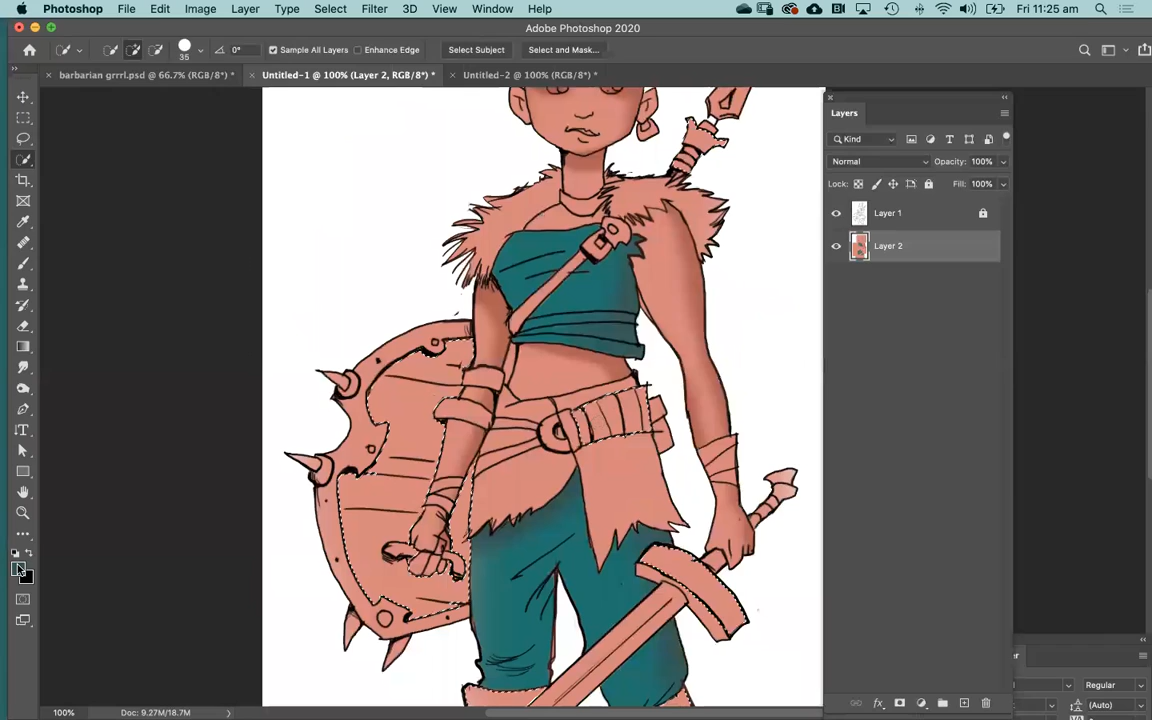 Photoshop File Edit Image Layer Type Select Filter 3D View Window Help Fri 11:25 am
Adobe Photoshop 2020
35 0° Sample All Layers Enhance Edge Select Subject Select and Mask...
barbarian grrrl.psd @ 66.7% (RGB/8*) * Untitled-1 @ 100% (Layer 2, RGB/8*) * Untitled-2 @ 100% (RGB/8*) *
Layers
Kind
Normal Opacity: 100%
Lock: Fill: 100%
Layer 1
Layer 2
Regular
(Auto)
100% Doc: 9.27M/18.7M